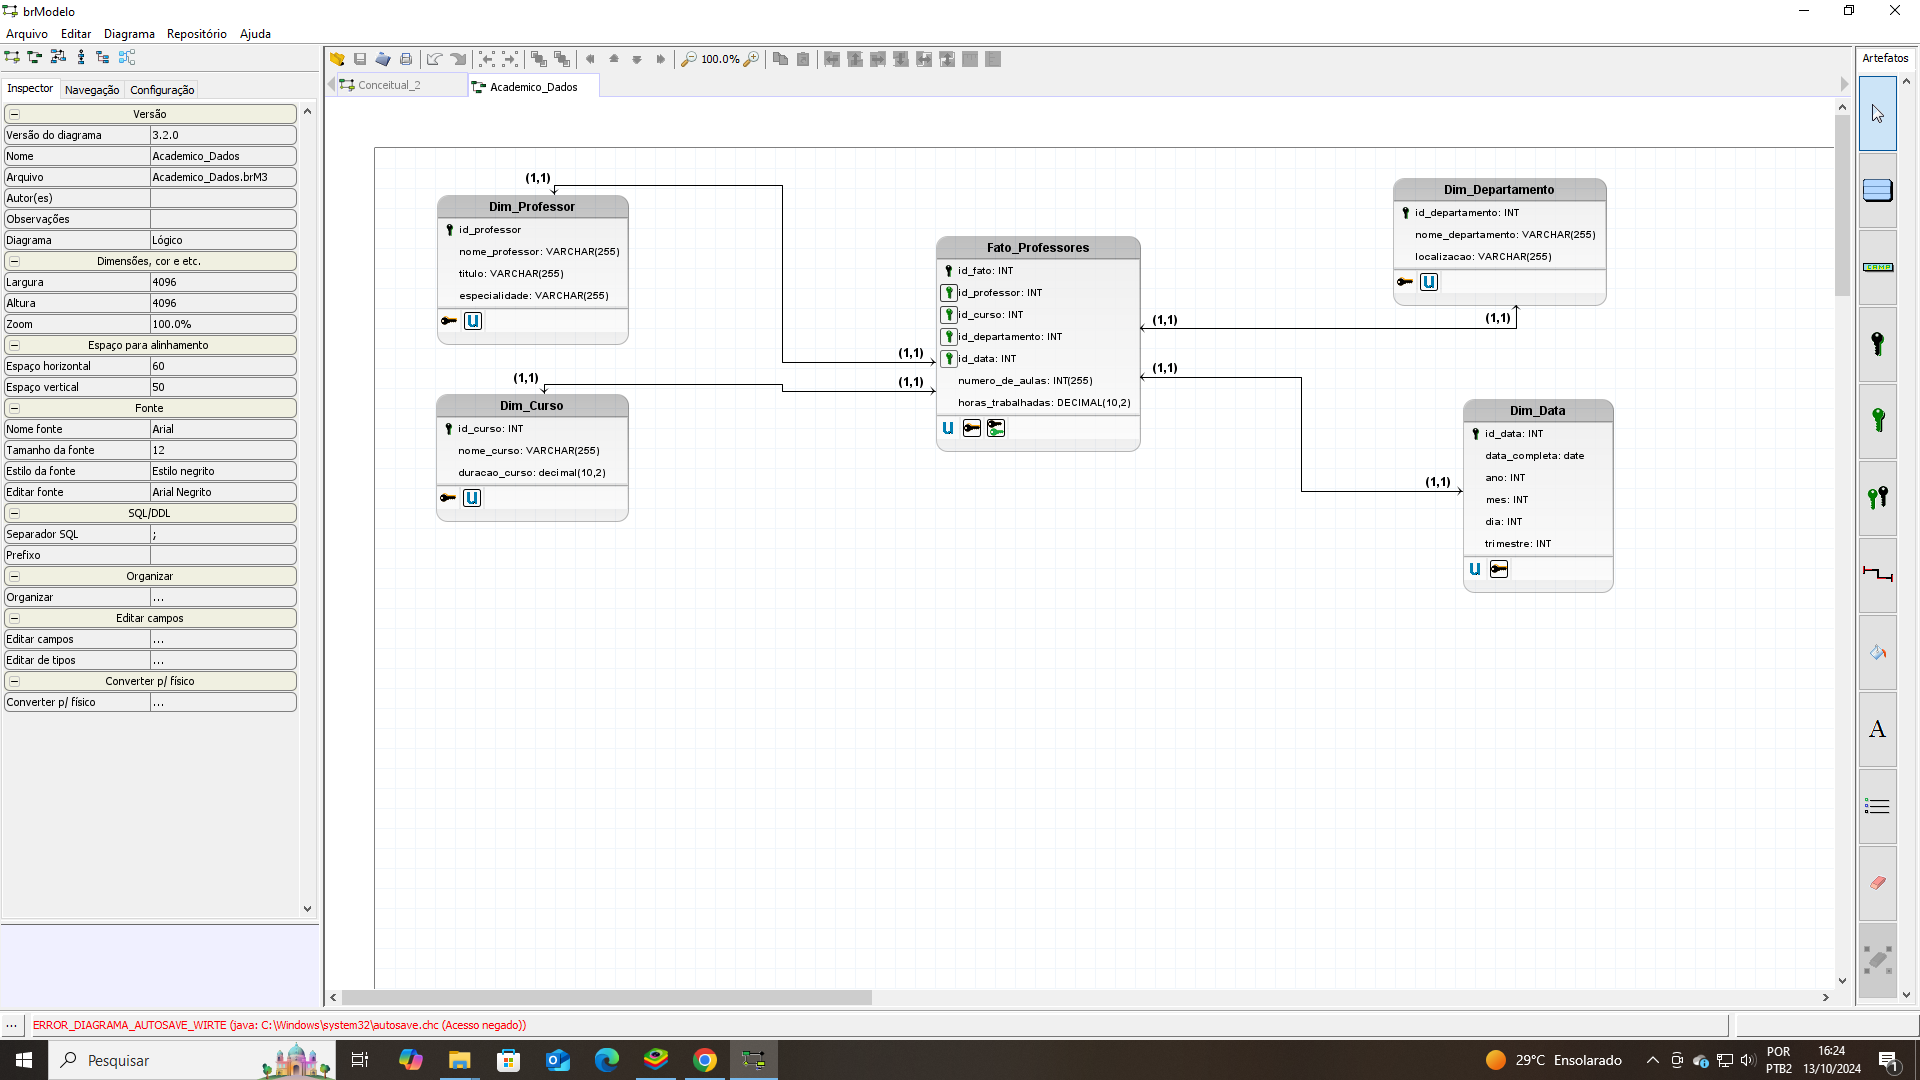 brModelo
Arquivo Editar Diagrama Repositório Ajuda
100.0%
Artefatos
Inspector Navegação Configuração
Conceitual_2 Academico_Dados
Versão
Versão do diagrama 3.2.0
Nome Academico_Dados
Arquivo Academico_Dados.brM3
Autor(es)
Observações
Diagrama Lógico
Dimensões, cor e etc.
Largura 4096
Altura 4096
Zoom 100.0%
Espaço para alinhamento
Espaço horizontal 60
Espaço vertical 50
Fonte
Nome fonte Arial
Tamanho da fonte 12
Estilo da fonte Estilo negrito
Editar fonte Arial Negrito
SQL/DDL
Separador SQL ;
Prefixo
Organizar
Organizar ...
Editar campos
Editar campos ...
Editar de tipos ...
Converter p/ físico
Converter p/ físico ...
(1,1)
Dim_Professor
id_professor
nome_professor: VARCHAR(255)
titulo: VARCHAR(255)
especialidade: VARCHAR(255)
U
(1,1)
(1,1)
Dim_Curso
id_curso: INT
nome_curso: VARCHAR(255)
duracao_curso: decimal(10,2)
U
(1,1)
Fato_Professores
id_fato: INT
id_professor: INT
id_curso: INT
id_departamento: INT
id_data: INT
numero_de_aulas: INT(255)
horas_trabalhadas: DECIMAL(10,2)
U
(1,1)
(1,1)
Dim_Departamento
id_departamento: INT
nome_departamento: VARCHAR(255)
localizacao: VARCHAR(255)
U
(1,1)
(1,1)
Dim_Data
id_data: INT
data_completa: date
ano: INT
mes: INT
dia: INT
trimestre: INT
U
CAMPO
A
... ERROR_DIAGRAMA_AUTOSAVE_WIRTE (java: C:\Windows\system32\autosave.chc (Acesso negado))
Pesquisar
29°C Ensolarado
POR
PTB2
16:24
13/10/2024
1